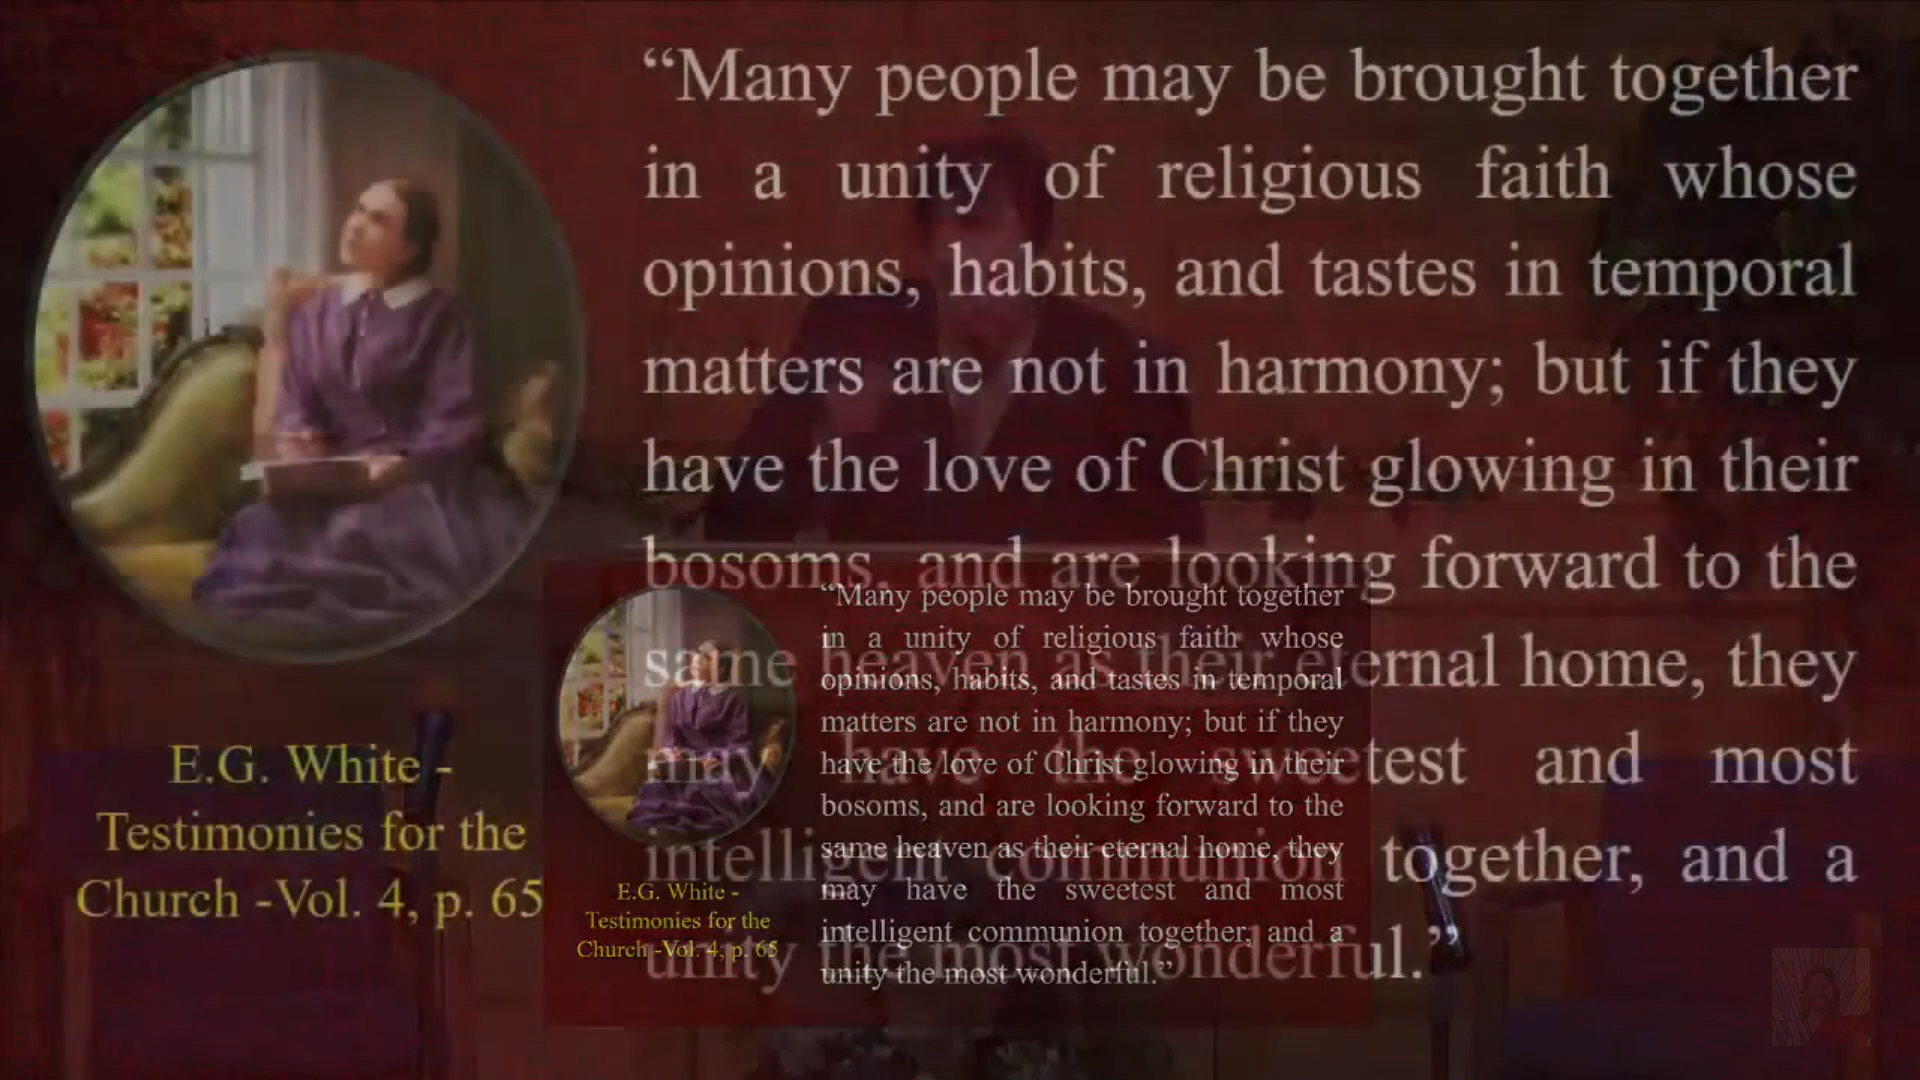 “Many people may be brought together
in a unity of religious faith whose
opinions, habits, and tastes in temporal
matters are not in harmony; but if they
have the love of Christ glowing in their
bosoms, and are looking forward to the
same heaven as their eternal home, they
may have the sweetest and most
intelligent communion together, and a
unity the most wonderful.”
E.G. White -
Testimonies for the
Church -Vol. 4, p. 65
“Many people may be brought together
in a unity of religious faith whose
opinions, habits, and tastes in temporal
matters are not in harmony; but if they
have the love of Christ glowing in their
bosoms, and are looking forward to the
same heaven as their eternal home, they
may have the sweetest and most
intelligent communion together, and a
unity the most wonderful.”
E.G. White -
Testimonies for the
Church -Vol. 4, p. 65